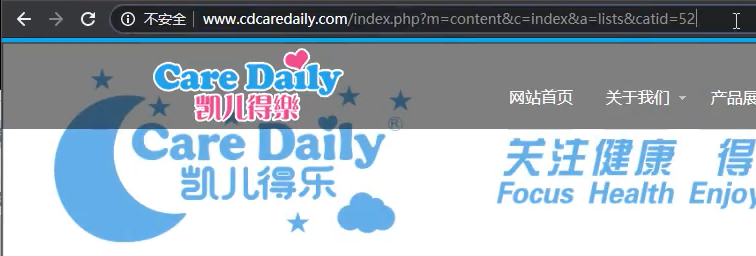 不安全 www.cdcaredaily.com/index.php?m=content&c=index&a=lists&catid=52
Care Daily
凯儿得樂
网站首页 关于我们 产品展
Care Daily®
凯儿得乐
关注健康 得
Focus Health Enjoy